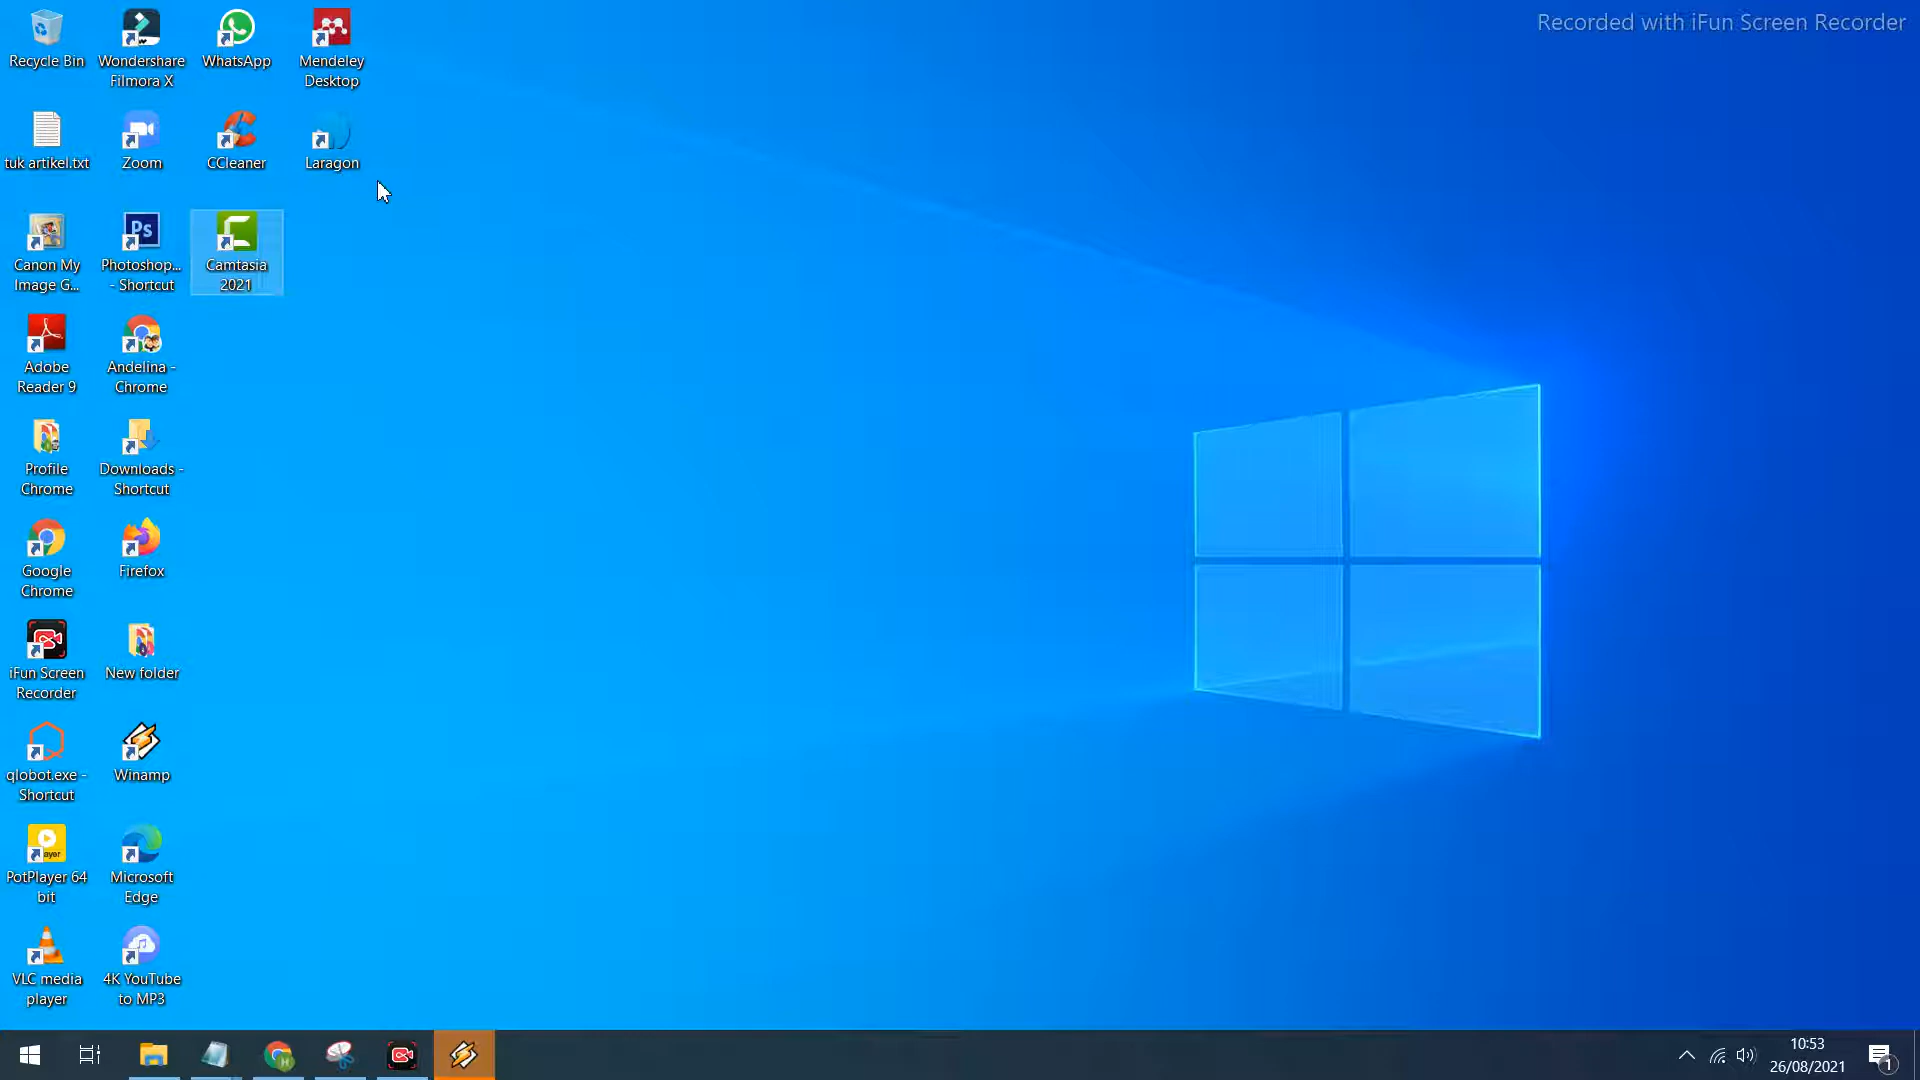 Recorded with iFun Screen Recorder
Recycle Bin
Wondershare
Filmora X
WhatsApp
Mendeley
Desktop
tuk artikel.txt
Zoom
CCleaner
Laragon
Canon My
Image G...
Ps
Photoshop...
- Shortcut
Camtasia
2021
Adobe
Reader 9
Andelina -
Chrome
Profile
Chrome
Downloads -
Shortcut
Google
Chrome
Firefox
iFun Screen
Recorder
New folder
qlobot.exe -
Shortcut
Winamp
PotPlayer 64
bit
Microsoft
Edge
VLC media
player
4K YouTube
to MP3
10:53
26/08/2021
1